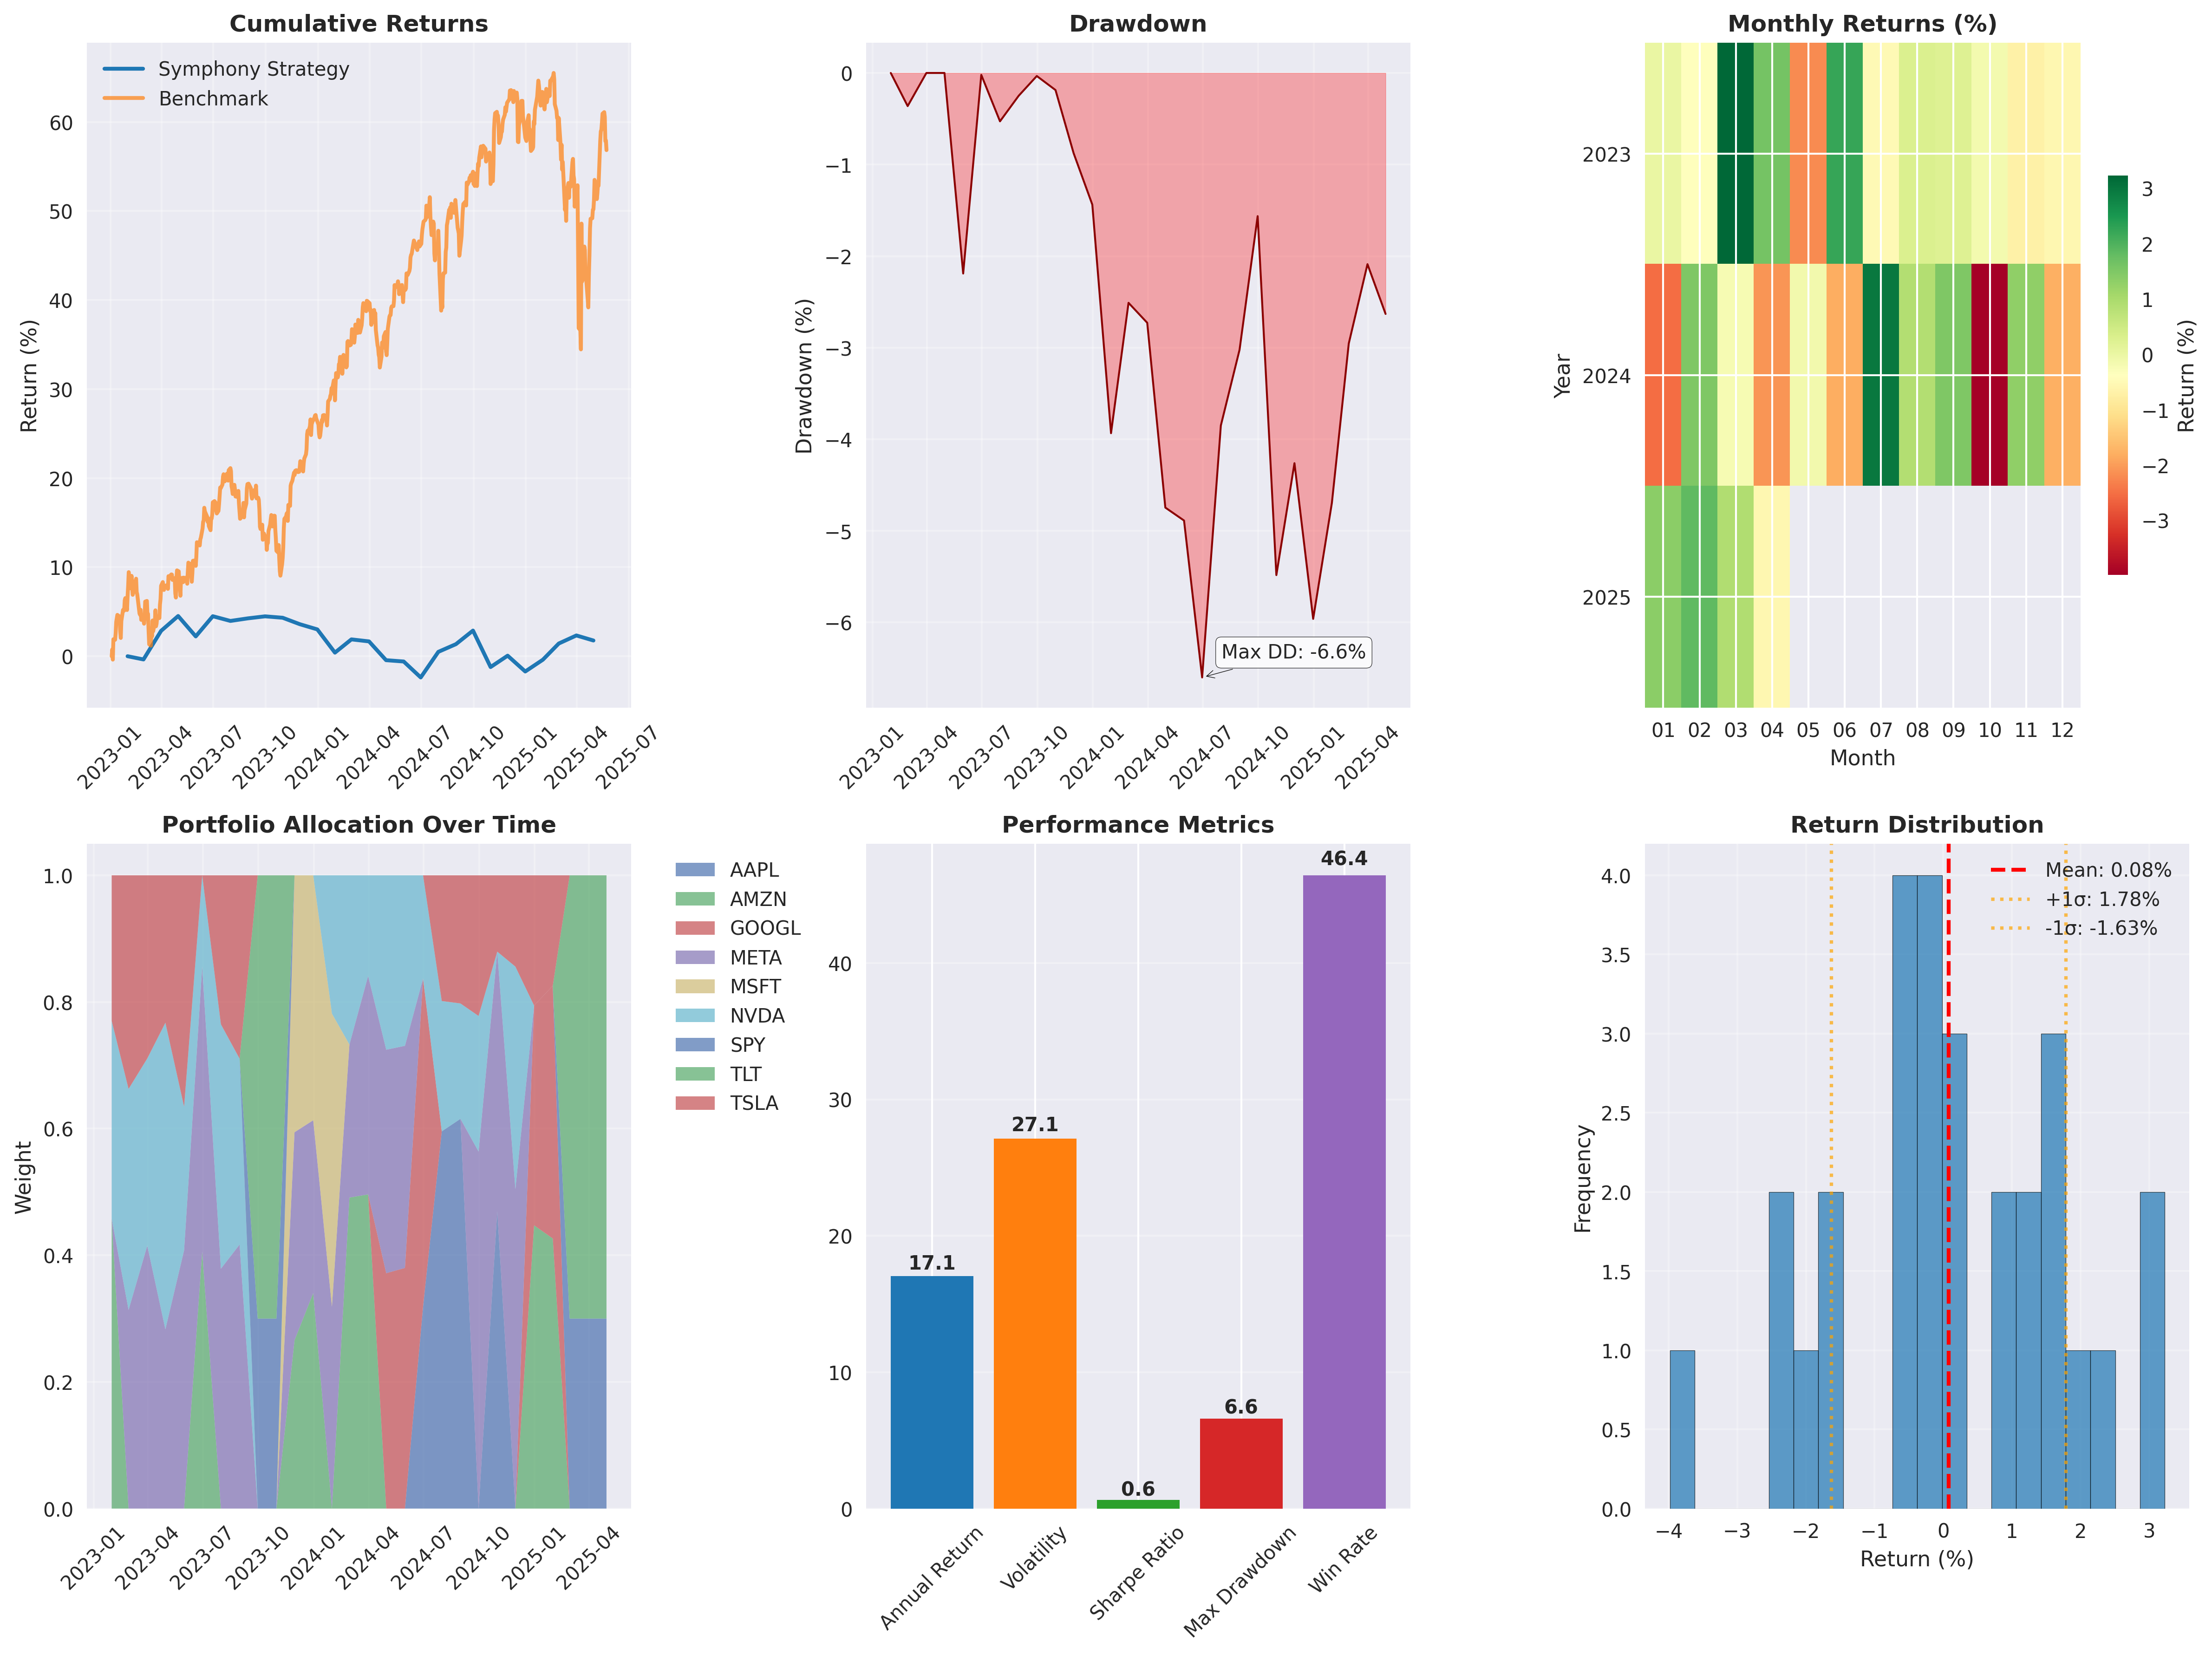 Cumulative Returns
Symphony Strategy
Benchmark
Return (%)
60
50
40
30
20
10
0
2023-01
2023-04
2023-07
2023-10
2024-01
2024-04
2024-07
2024-10
2025-01
2025-04
2025-07
Drawdown
Drawdown (%)
0
−1
−2
−3
−4
−5
−6
Max DD: -6.6%
2023-01
2023-04
2023-07
2023-10
2024-01
2024-04
2024-07
2024-10
2025-01
2025-04
Monthly Returns (%)
Year
2023
2024
2025
01 02 03 04 05 06 07 08 09 10 11 12
Month
3
2
1
0
−1
−2
−3
Return (%)
Portfolio Allocation Over Time
Weight
1.0
0.8
0.6
0.4
0.2
0.0
2023-01
2023-04
2023-07
2023-10
2024-01
2024-04
2024-07
2024-10
2025-01
2025-04
AAPL
AMZN
GOOGL
META
MSFT
NVDA
SPY
TLT
TSLA
Performance Metrics
40
30
20
10
0
17.1
27.1
0.6
6.6
46.4
Annual Return
Volatility
Sharpe Ratio
Max Drawdown
Win Rate
Return Distribution
Mean: 0.08%
+1σ: 1.78%
-1σ: -1.63%
Frequency
4.0
3.5
3.0
2.5
2.0
1.5
1.0
0.5
0.0
−4 −3 −2 −1 0 1 2 3
Return (%)